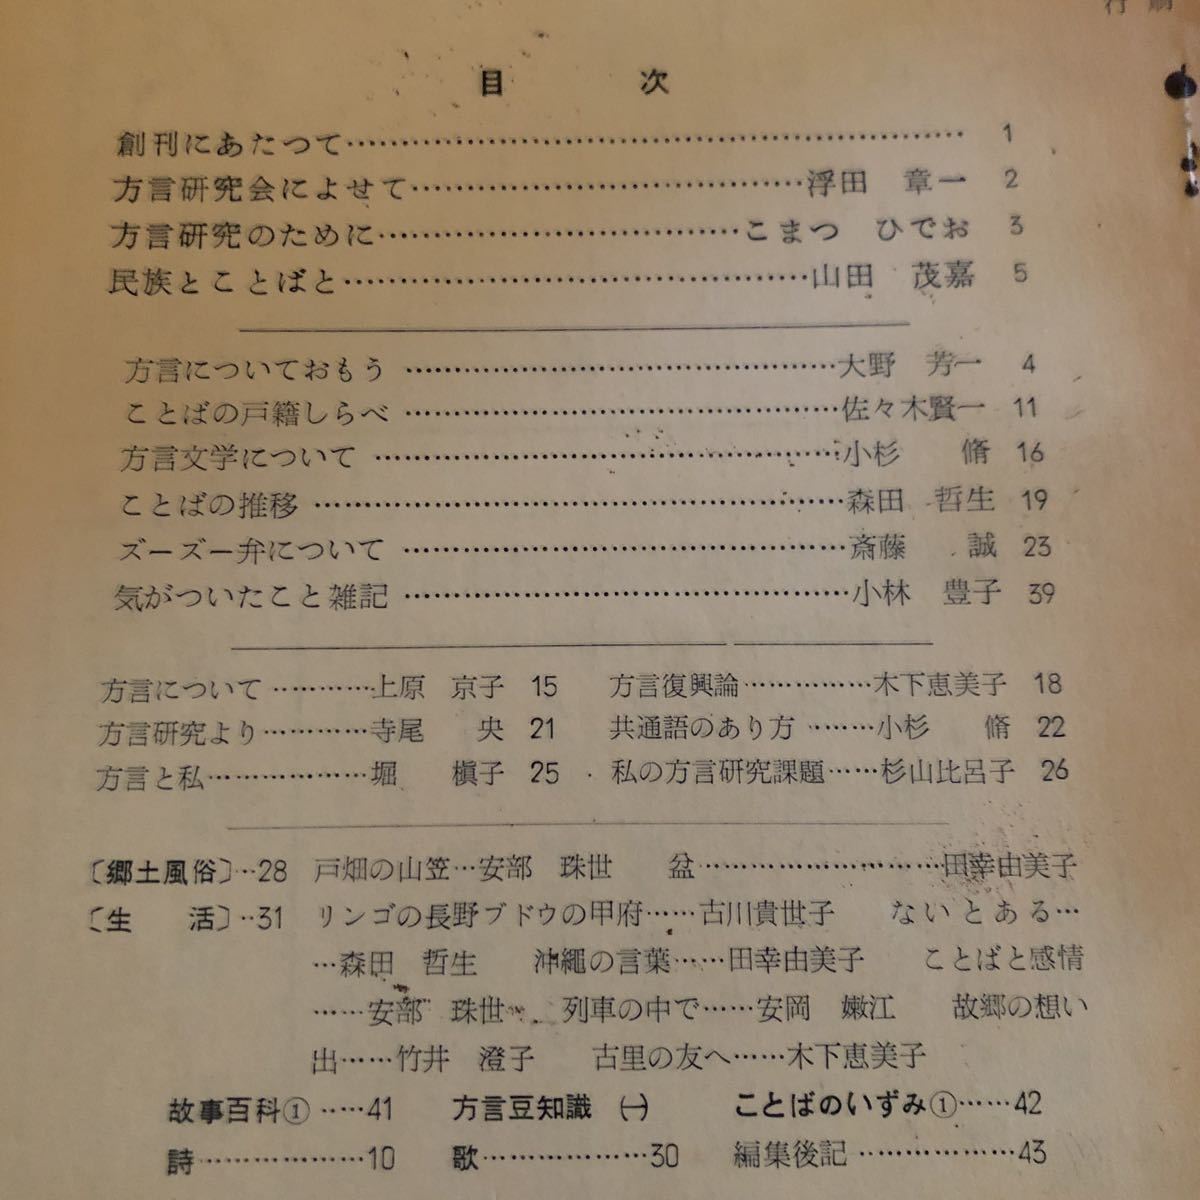 行 刷
目　次
創刊にあたつて……………………………………………… 1
方言研究会によせて………………………………浮田　章一 2
方言研究のために………………………………こまつ　ひでお 3
民族とことばと……………………………………山田　茂嘉 5
方言についておもう ………………………………大野　芳一 4
ことばの戸籍しらべ ………………………………佐々木賢一 11
方言文学について …………………………………小杉　脩 16
ことばの推移 ………………………………………森田　哲生 19
ズーズー弁について ………………………………斎藤　誠 23
気がついたこと雑記 ………………………………小林　豊子 39
方言について…………上原　京子 15　方言復興論……………木下恵美子 18
方言研究より…………寺尾　央 21　共通語のあり方 ………小杉　脩 22
方言と私………………堀　槇子 25　私の方言研究課題……杉山比呂子 26
〔郷土風俗〕…28　戸畑の山笠…安部　珠世　盆………………………田幸由美子
〔生　活〕…31　リンゴの長野ブドウの甲府……古川貴世子　ないとある…
…森田　哲生　沖繩の言葉……田幸由美子　ことばと感情
……安部　珠世　列車の中で……安岡　嫩江　故郷の想い
出……竹井　澄子　古里の友へ……木下恵美子
故事百科①……41　方言豆知識 ㈠　ことばのいずみ①……42
詩………………10　歌………………30　編集後記………………43